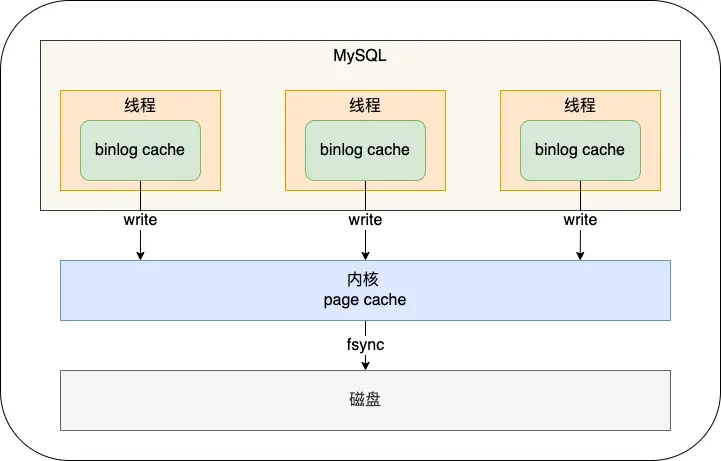 MySQL
线程
线程
线程
binlog cache
binlog cache
binlog cache
write
write
write
内核
page cache
fsync
磁盘